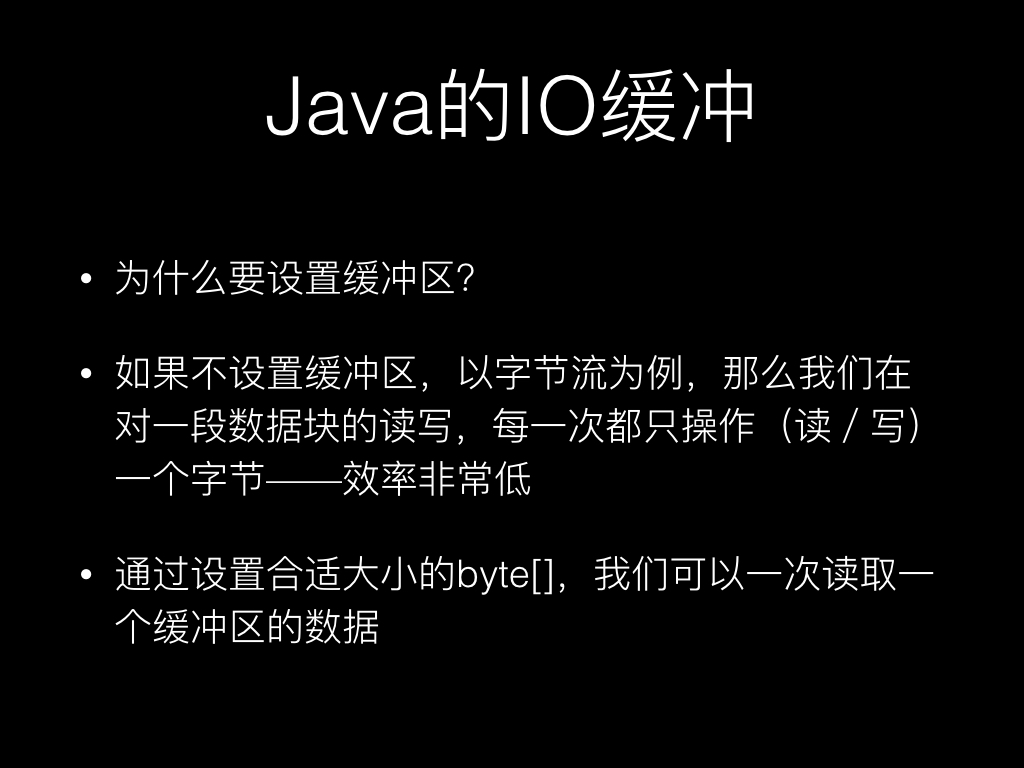 Java的IO缓冲
• 为什么要设置缓冲区？
• 如果不设置缓冲区，以字节流为例，那么我们在
对一段数据块的读写，每一次都只操作（读／写）
一个字节——效率非常低
• 通过设置合适大小的byte[]，我们可以一次读取一
个缓冲区的数据